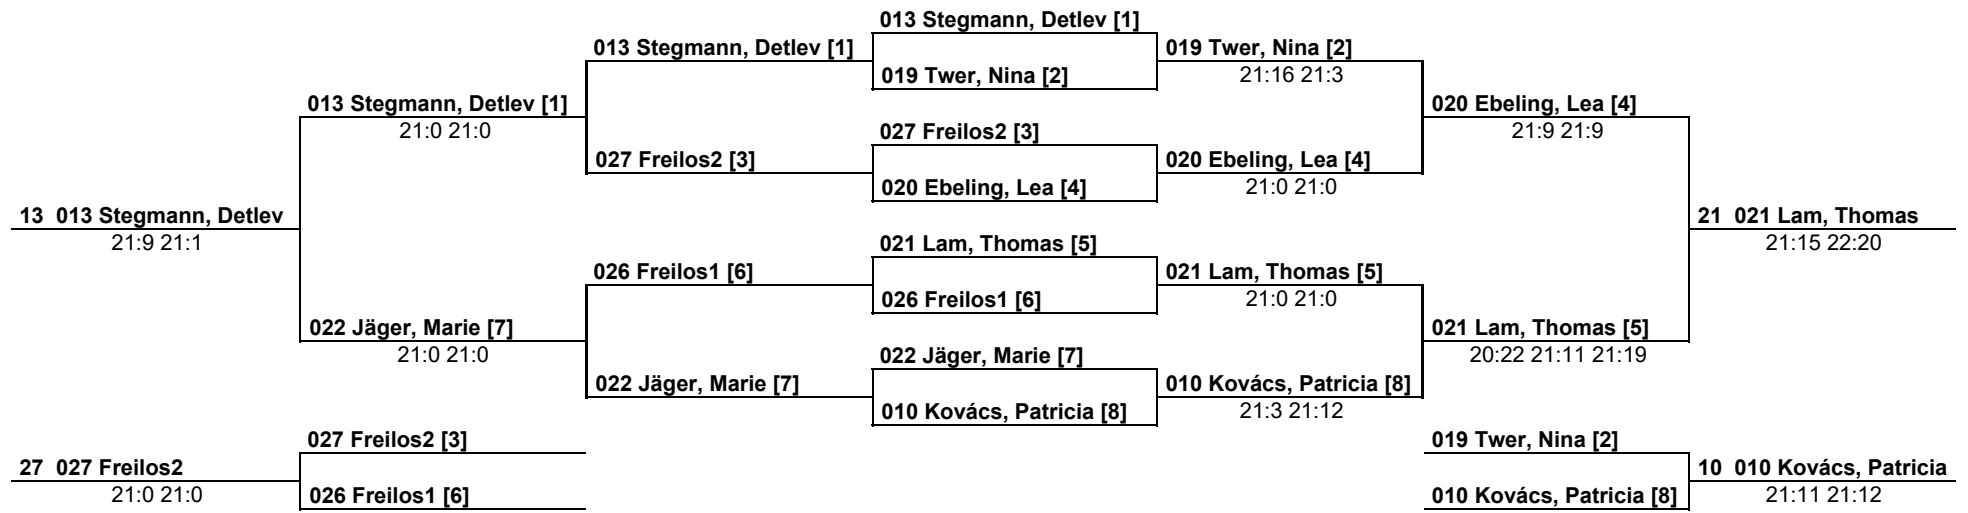 013 Stegmann, Detlev [1]
013 Stegmann, Detlev [1]
019 Twer, Nina [2]
019 Twer, Nina [2]
21:16 21:3
013 Stegmann, Detlev [1]
020 Ebeling, Lea [4]
21:0 21:0
21:9 21:9
027 Freilos2 [3]
027 Freilos2 [3]
020 Ebeling, Lea [4]
020 Ebeling, Lea [4]
21:0 21:0
13 013 Stegmann, Detlev
21 021 Lam, Thomas
21:9 21:1
21:15 22:20
021 Lam, Thomas [5]
026 Freilos1 [6]
021 Lam, Thomas [5]
026 Freilos1 [6]
21:0 21:0
022 Jäger, Marie [7]
021 Lam, Thomas [5]
21:0 21:0
20:22 21:11 21:19
022 Jäger, Marie [7]
022 Jäger, Marie [7]
010 Kovács, Patricia [8]
010 Kovács, Patricia [8]
21:3 21:12
027 Freilos2 [3]
019 Twer, Nina [2]
27 027 Freilos2
10 010 Kovács, Patricia
21:0 21:0
026 Freilos1 [6]
010 Kovács, Patricia [8]
21:11 21:12